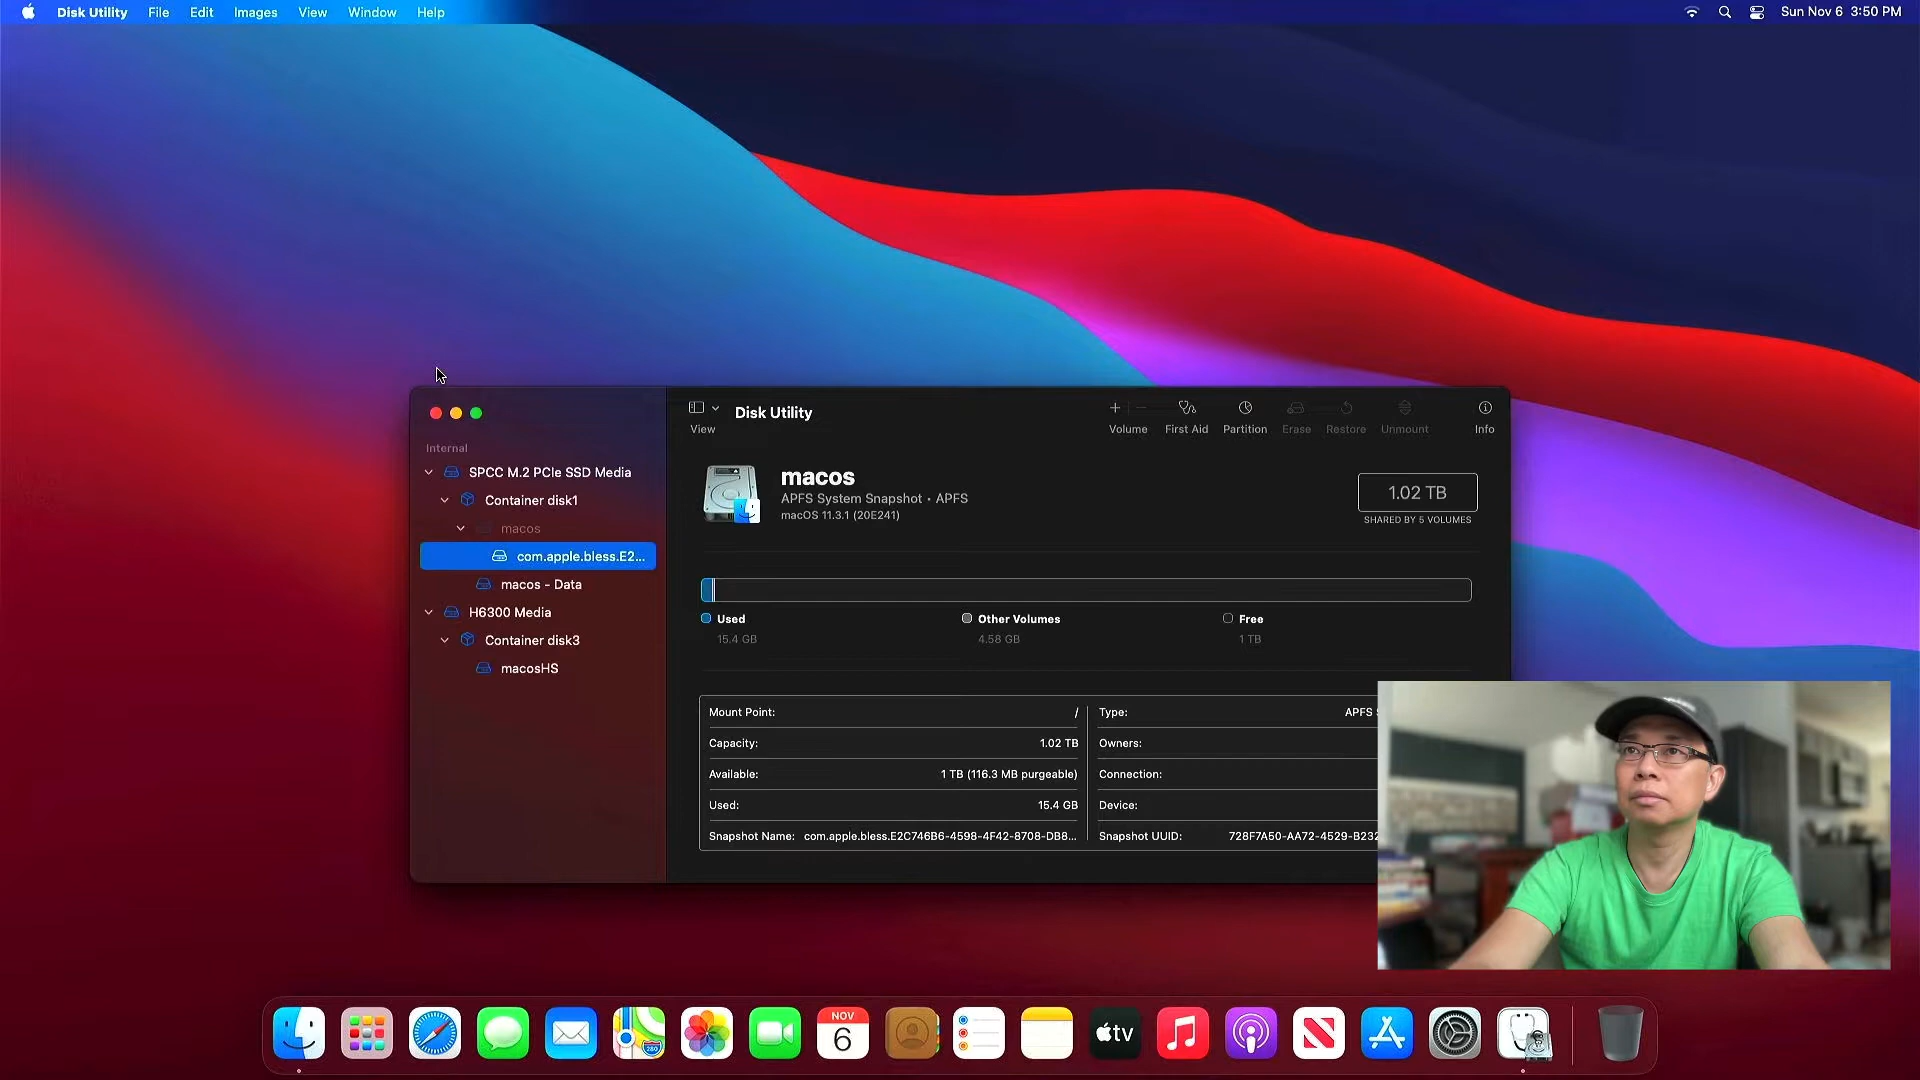 Disk Utility File Edit Images View Window Help Sun Nov 6 3:50 PM
Disk Utility
View
Volume First Aid Partition Erase Restore Unmount Info
Internal
SPCC M.2 PCIe SSD Media
Container disk1
macos
com.apple.bless.E2...
macos - Data
H6300 Media
Container disk3
macosHS
macos
APFS System Snapshot • APFS
macOS 11.3.1 (20E241)
1.02 TB
SHARED BY 5 VOLUMES
Used
15.4 GB
Other Volumes
4.58 GB
Free
1 TB
Mount Point: /
Capacity: 1.02 TB
Available: 1 TB (116.3 MB purgeable)
Used: 15.4 GB
Snapshot Name: com.apple.bless.E2C746B6-4598-4F42-8708-DB8...
Type: APFS
Owners:
Connection:
Device:
Snapshot UUID: 728F7A50-AA72-4529-B232
280
NOV
6
tv